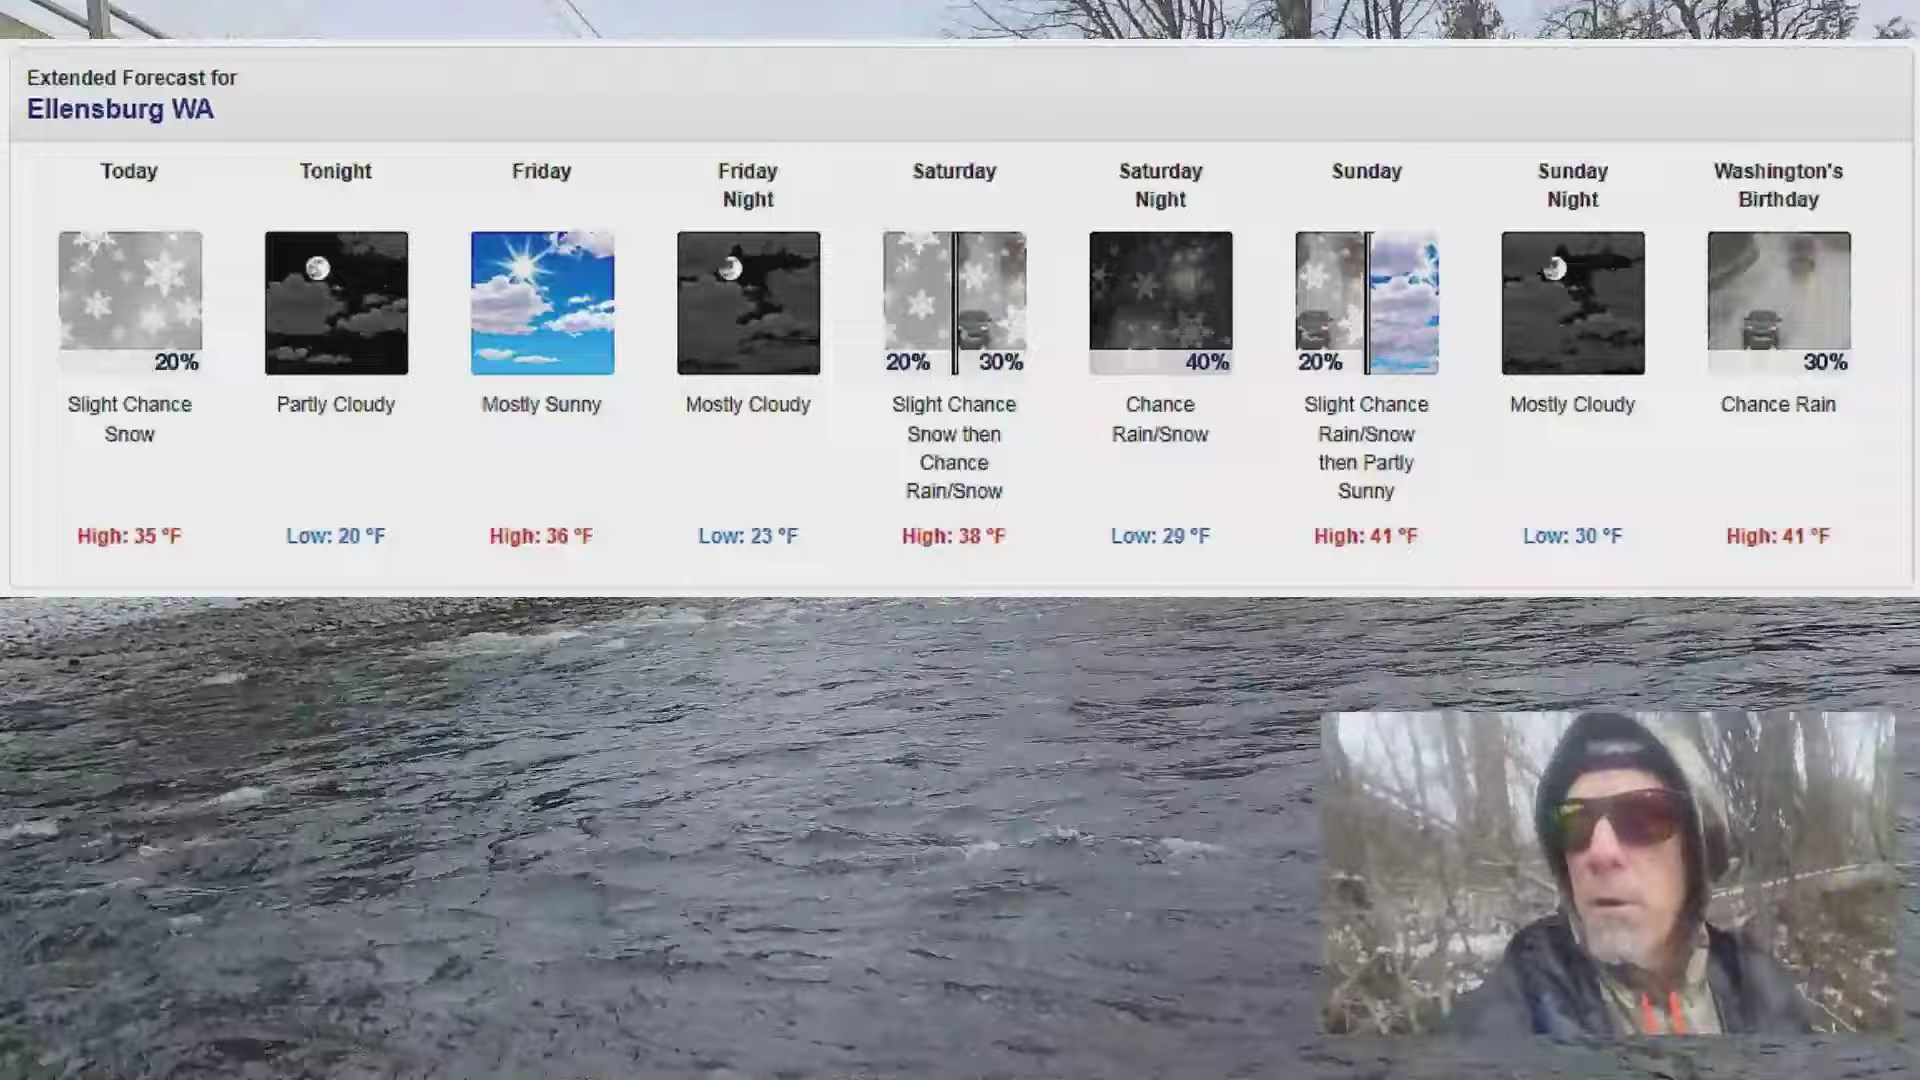 Extended Forecast for
Ellensburg WA
Today
Tonight
Friday
Friday
Night
Saturday
Saturday
Night
Sunday
Sunday
Night
Washington's
Birthday
20%
20%
30%
40%
20%
30%
Slight Chance
Snow
Partly Cloudy
Mostly Sunny
Mostly Cloudy
Slight Chance
Snow then
Chance
Rain/Snow
Chance
Rain/Snow
Slight Chance
Rain/Snow
then Partly
Sunny
Mostly Cloudy
Chance Rain
High: 35 °F
Low: 20 °F
High: 36 °F
Low: 23 °F
High: 38 °F
Low: 29 °F
High: 41 °F
Low: 30 °F
High: 41 °F